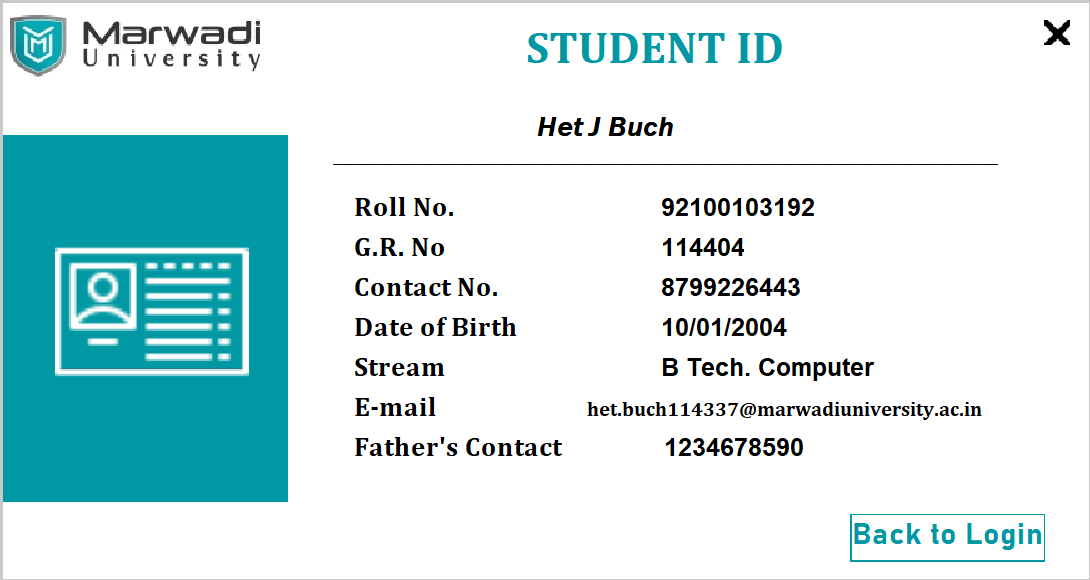 Marwadi
University
STUDENT ID
Het J Buch
Roll No. 92100103192
G.R. No 114404
Contact No. 8799226443
Date of Birth 10/01/2004
Stream B Tech. Computer
E-mail het.buch114337@marwadiuniversity.ac.in
Father's Contact 1234678590
Back to Login